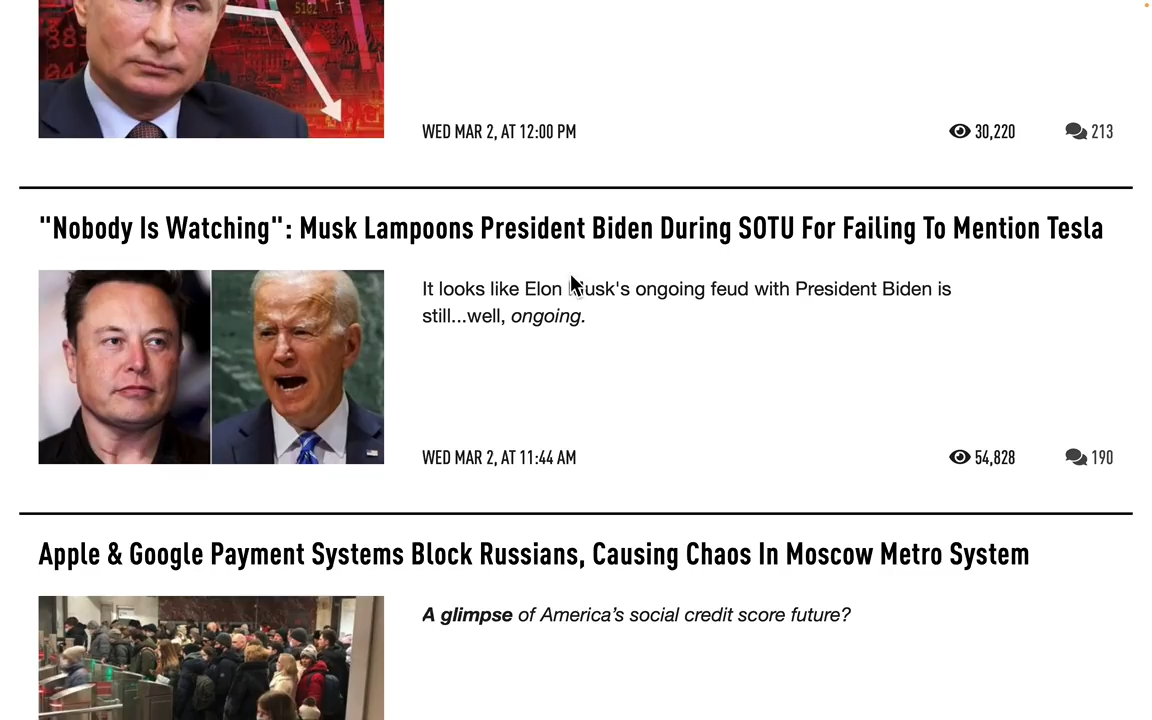 5102
WED MAR 2, AT 12:00 PM 30,220 213
"Nobody Is Watching": Musk Lampoons President Biden During SOTU For Failing To Mention Tesla
It looks like Elon Musk's ongoing feud with President Biden is
still...well, ongoing.
WED MAR 2, AT 11:44 AM 54,828 190
Apple & Google Payment Systems Block Russians, Causing Chaos In Moscow Metro System
A glimpse of America’s social credit score future?